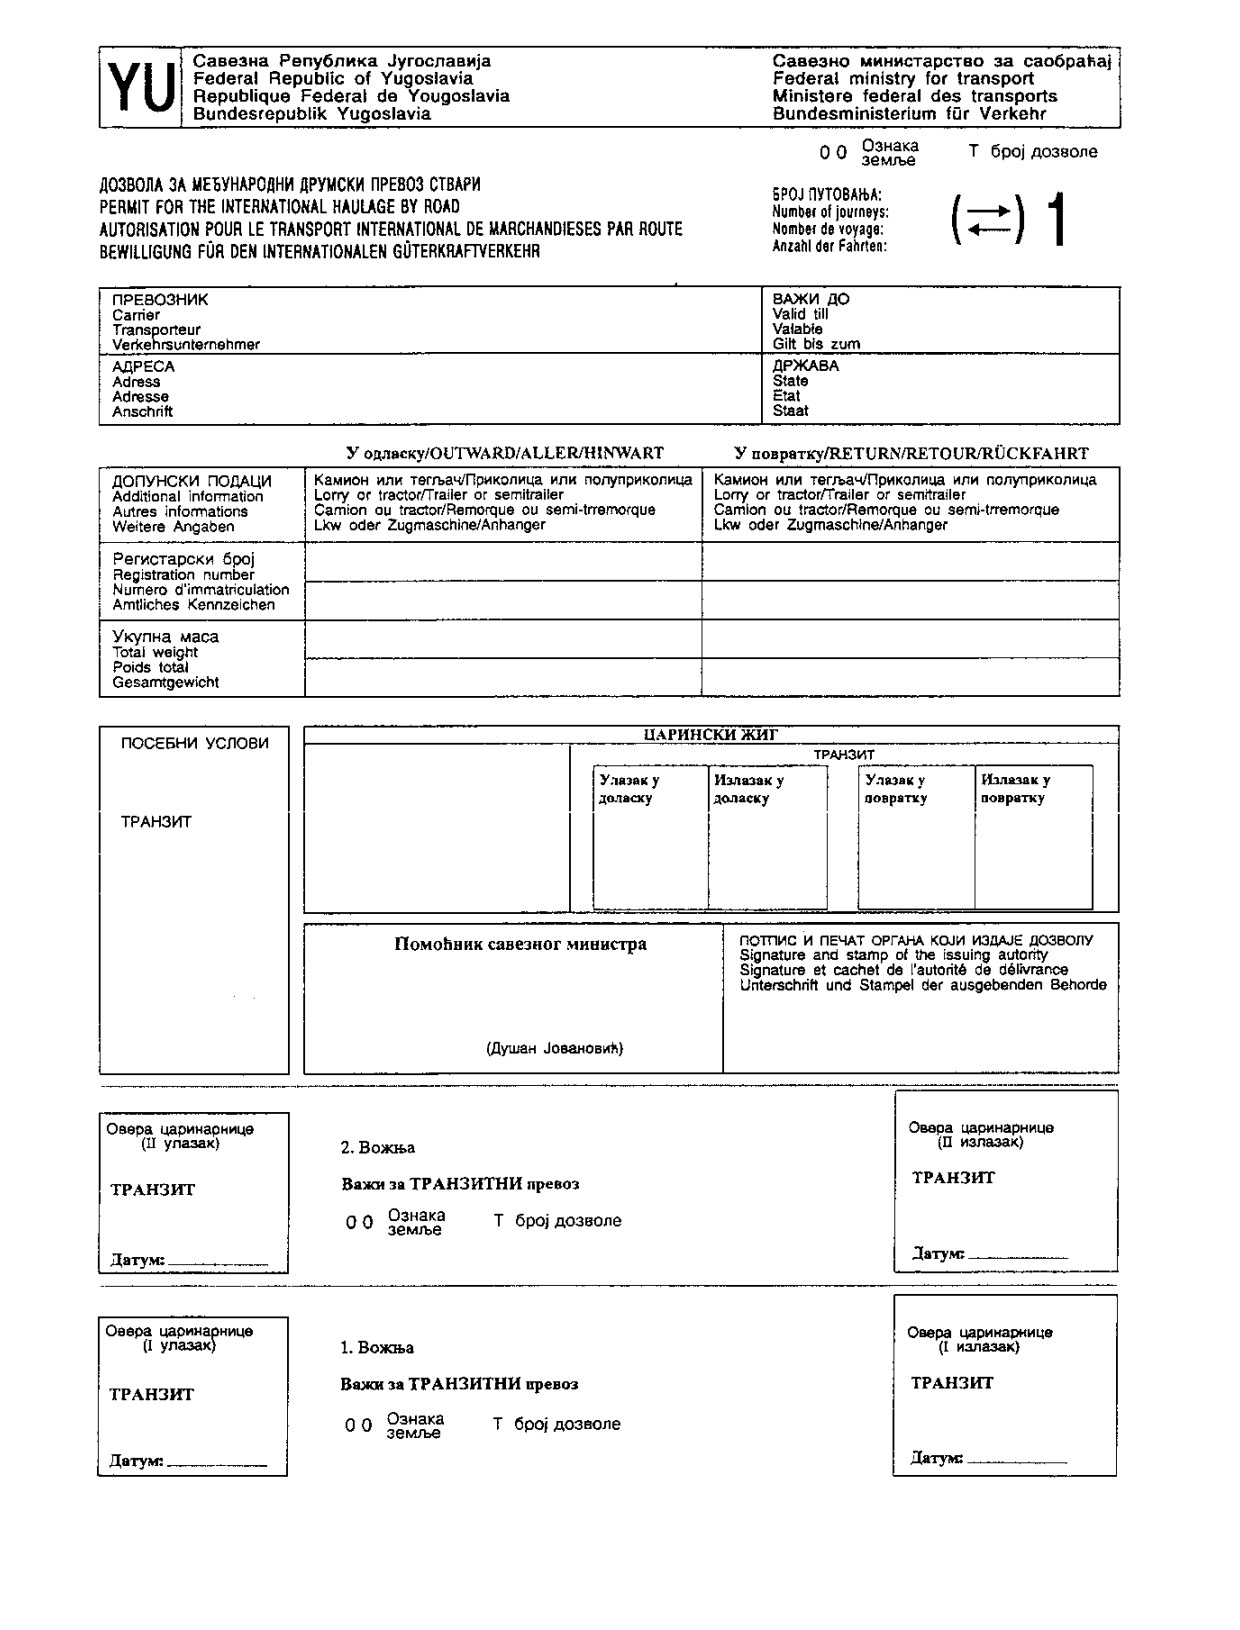 YU
Савезна Република Југославија
Federal Republic of Yugoslavia
Republique Federal de Yougoslavia
Bundesrepublik Yugoslavia
Савезно министарство за саобраћај
Federal ministry for transport
Ministere federal des transports
Bundesministerium für Verkehr
0 0 Ознака земље Т број дозволе
ДОЗВОЛА ЗА МЕЂУНАРОДНИ ДРУМСКИ ПРЕВОЗ СТВАРИ
PERMIT FOR THE INTERNATIONAL HAULAGE BY ROAD
AUTORISATION POUR LE TRANSPORT INTERNATIONAL DE MARCHANDIESES PAR ROUTE
BEWILLIGUNG FÜR DEN INTERNATIONALEN GÜTERKRAFTVERKEHR
БРОЈ ПУТОВАЊА:
Number of journeys:
Nomber de voyage:
Anzahl der Fahrten:
(⇄) 1
ПРЕВОЗНИК
Carrier
Transporteur
Verkehrsunternehmer
ВАЖИ ДО
Valid till
Valable
Gilt bis zum
АДРЕСА
Adress
Adresse
Anschrift
ДРЖАВА
State
Etat
Staat
У одласку/OUTWARD/ALLER/HINWART
У повратку/RETURN/RETOUR/RÜCKFAHRT
ДОПУНСКИ ПОДАЦИ
Additional information
Autres informations
Weitere Angaben
Камион или тегљач/Приколица или полуприколица
Lorry or tractor/Trailer or semitrailer
Camion ou tractor/Remorque ou semi-trremorque
Lkw oder Zugmaschine/Anhanger
Камион или тегљач/Приколица или полуприколица
Lorry or tractor/Trailer or semitrailer
Camion ou tractor/Remorque ou semi-trremorque
Lkw oder Zugmaschine/Anhanger
Регистарски број
Registration number
Numero d'immatriculation
Amtliches Kennzeichen
Укупна маса
Total weight
Poids total
Gesamtgewicht
ПОСЕБНИ УСЛОВИ
ТРАНЗИТ
ЦАРИНСКИ ЖИГ
ТРАНЗИТ
Улазак у
доласку
Излазак у
доласку
Улазак у
повратку
Излазак у
повратку
Помоћник савезног министра
(Душан Јовановић)
ПОТПИС И ПЕЧАТ ОРГАНА КОЈИ ИЗДАЈЕ ДОЗВОЛУ
Signature and stamp of the issuing autority
Signature et cachet de l'autorité de délivrance
Unterschrift und Stampel der ausgebenden Behorde
Овера царинарнице
(II улазак)
ТРАНЗИТ
Датум:
2. Вожња
Важи за ТРАНЗИТНИ превоз
0 0 Ознака земље Т број дозволе
Овера царинарнице
(II излазак)
ТРАНЗИТ
Датум:
Овера царинарнице
(I улазак)
ТРАНЗИТ
Датум:
1. Вожња
Важи за ТРАНЗИТНИ превоз
0 0 Ознака земље Т број дозволе
Овера царинарнице
(I излазак)
ТРАНЗИТ
Датум: